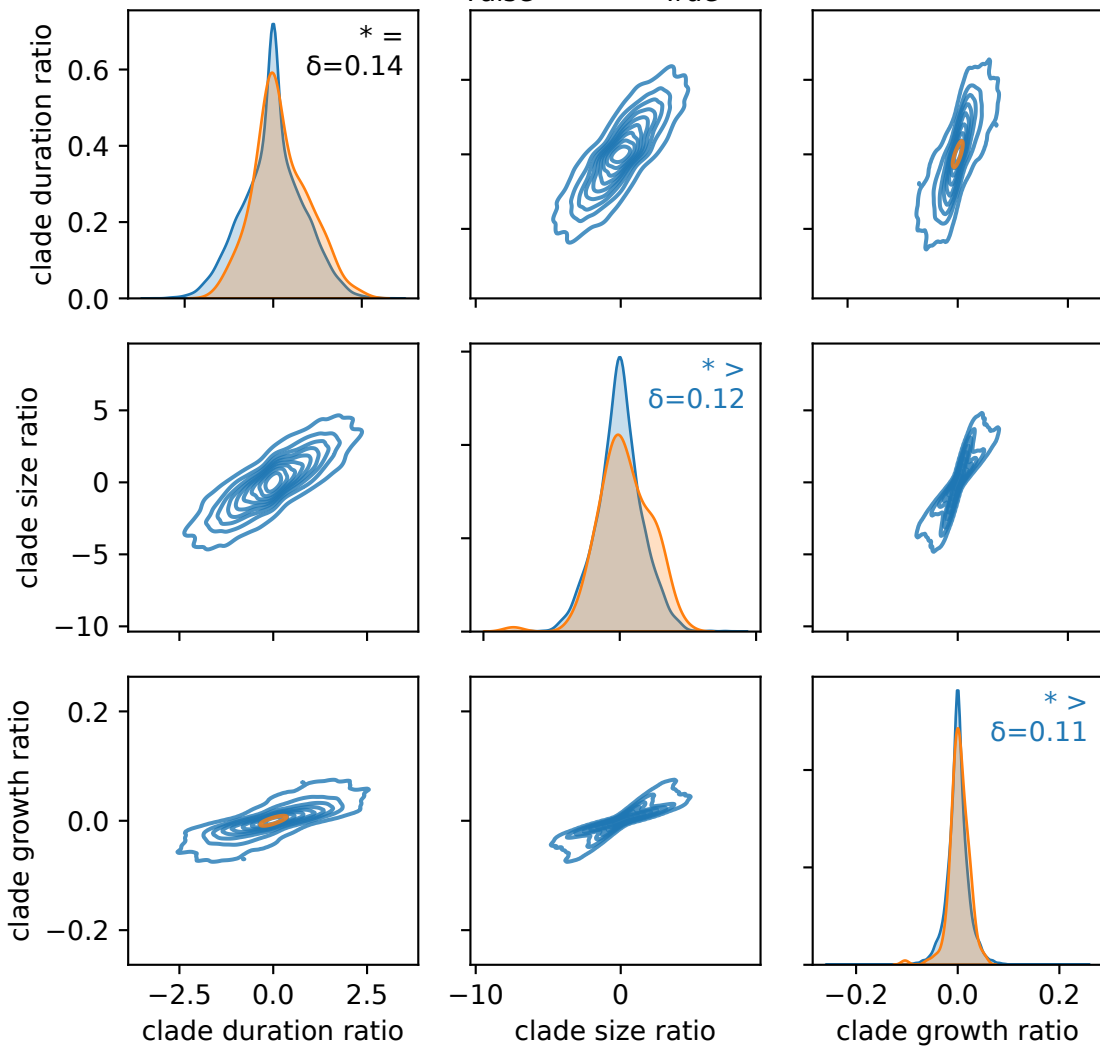 clade duration ratio
0.6
0.4
0.2
0.0
* =
δ=0.14
clade size ratio
5
0
−5
−10
* >
δ=0.12
clade growth ratio
0.2
0.0
−0.2
* >
δ=0.11
−2.5 0.0 2.5
−10 0
−0.2 0.0 0.2
clade duration ratio
clade size ratio
clade growth ratio